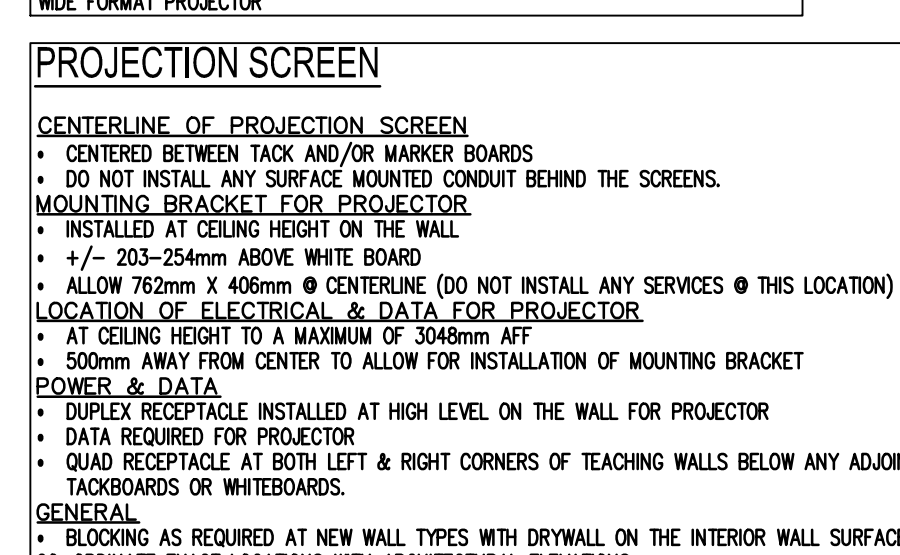 WIDE FORMAT PROJECTOR
PROJECTION SCREEN
CENTERLINE OF PROJECTION SCREEN
• CENTERED BETWEEN TACK AND/OR MARKER BOARDS
• DO NOT INSTALL ANY SURFACE MOUNTED CONDUIT BEHIND THE SCREENS.
MOUNTING BRACKET FOR PROJECTOR
• INSTALLED AT CEILING HEIGHT ON THE WALL
• +/- 203-254mm ABOVE WHITE BOARD
• ALLOW 762mm X 406mm @ CENTERLINE (DO NOT INSTALL ANY SERVICES @ THIS LOCATION)
LOCATION OF ELECTRICAL & DATA FOR PROJECTOR
• AT CEILING HEIGHT TO A MAXIMUM OF 3048mm AFF
• 500mm AWAY FROM CENTER TO ALLOW FOR INSTALLATION OF MOUNTING BRACKET
POWER & DATA
• DUPLEX RECEPTACLE INSTALLED AT HIGH LEVEL ON THE WALL FOR PROJECTOR
• DATA REQUIRED FOR PROJECTOR
• QUAD RECEPTACLE AT BOTH LEFT & RIGHT CORNERS OF TEACHING WALLS BELOW ANY
TACKBOARDS OR WHITEBOARDS.
GENERAL
• BLOCKING AS REQUIRED AT NEW WALL TYPES WITH DRYWALL ON THE INTERIOR WALL
EXACT LOCATIONS WITH ARCHITECTURAL ELEVATIONS